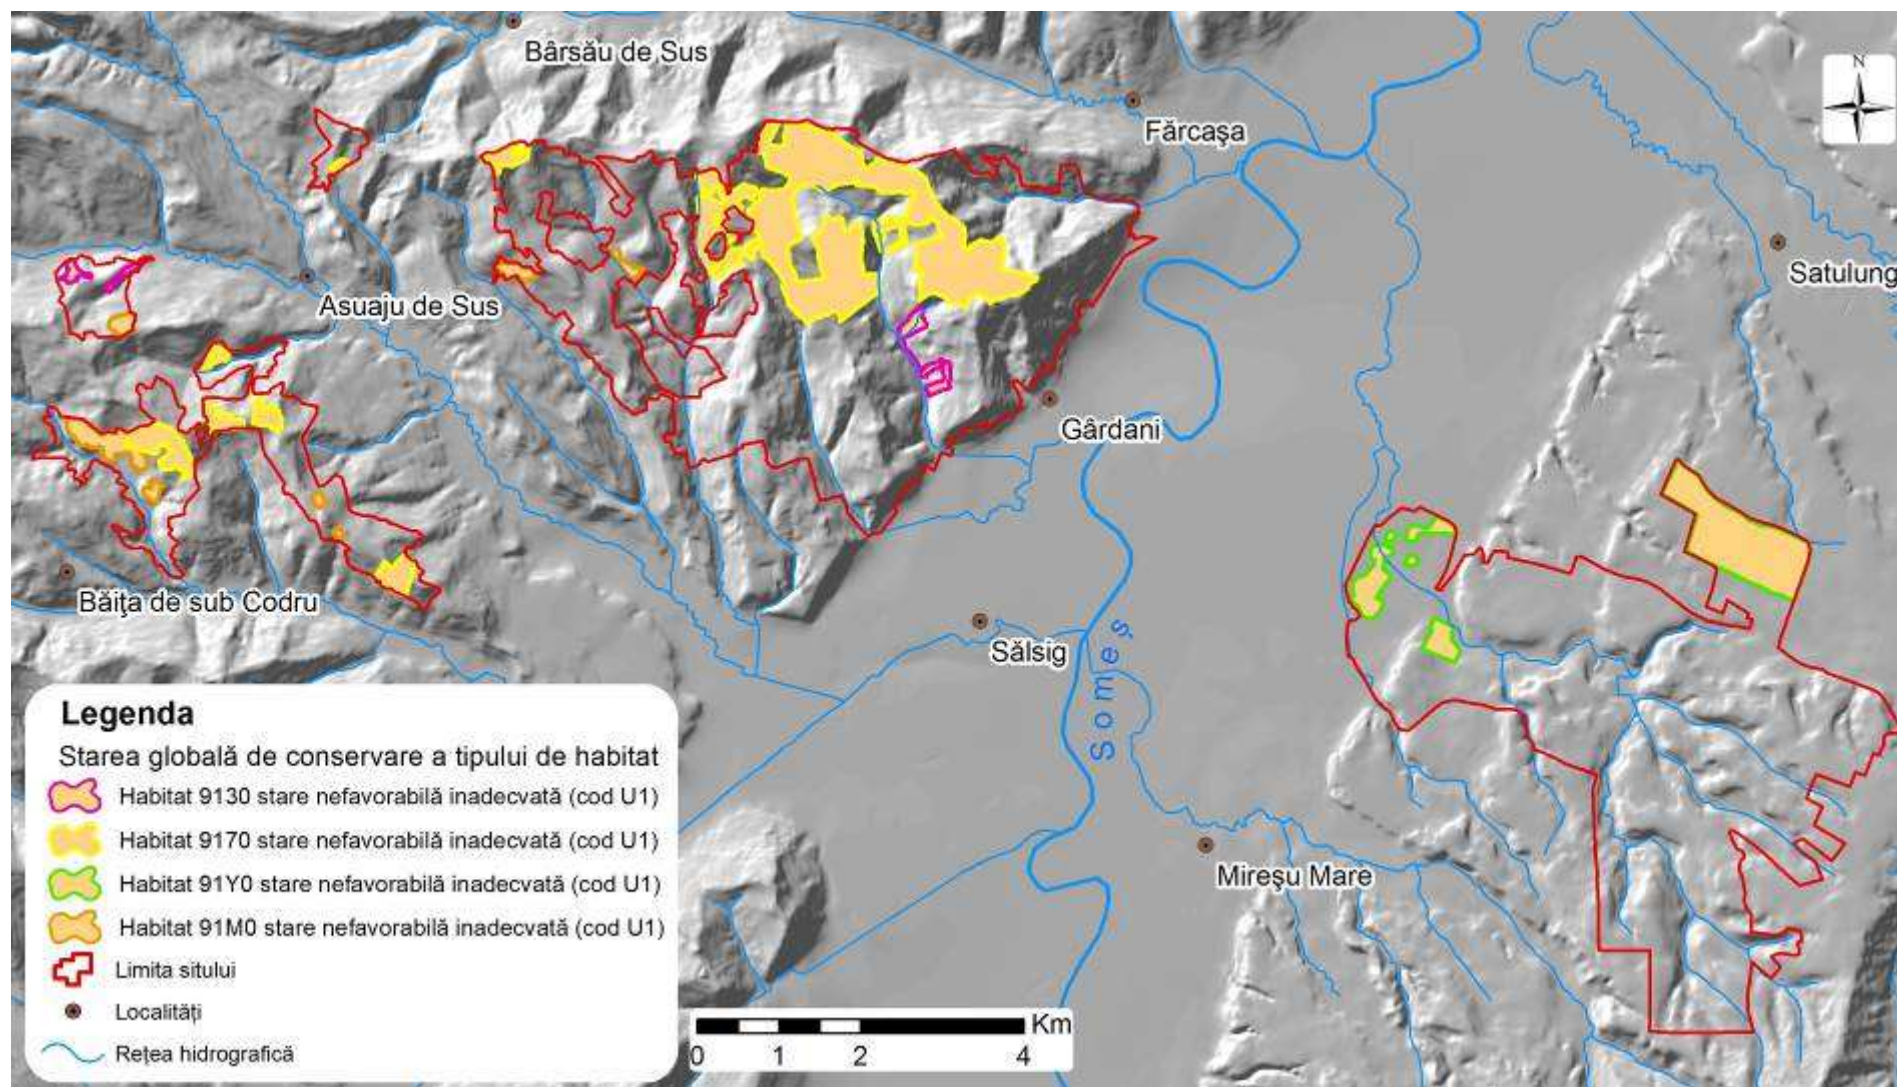 Bârsău de Sus
N
Fărcaşa
Satulung
Asuaju de Sus
Gârdani
Băiţa de sub Codru
Sălsig
Someş
Mireşu Mare
Legenda
Starea globală de conservare a tipului de habitat
Habitat 9130 stare nefavorabilă inadecvată (cod U1)
Habitat 9170 stare nefavorabilă inadecvată (cod U1)
Habitat 91Y0 stare nefavorabilă inadecvată (cod U1)
Habitat 91M0 stare nefavorabilă inadecvată (cod U1)
Limita sitului
Localităţi
Reţea hidrografică
Km
0 1 2 4